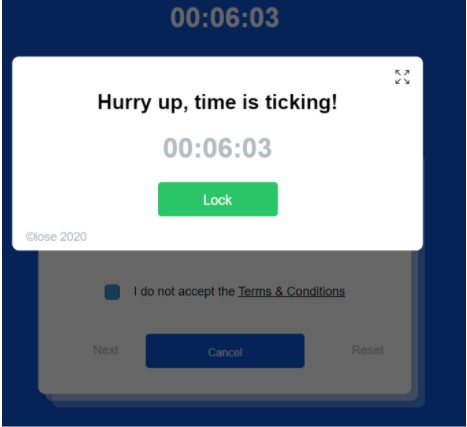 00:06:03
Hurry up, time is ticking!
00:06:03
Lock
©lose 2020
I do not accept the Terms & Conditions
Next Cancel Reset